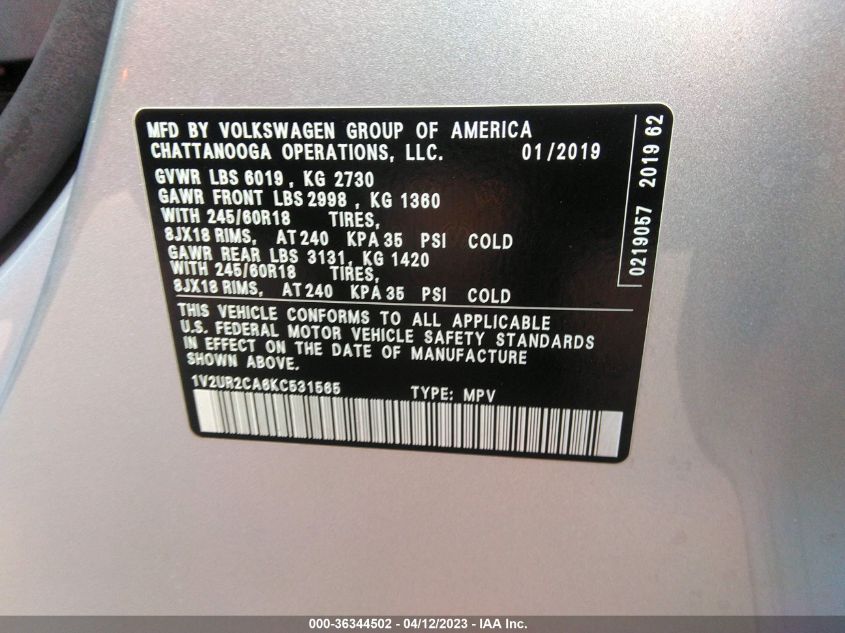 MFD BY VOLKSWAGEN GROUP OF AMERICA
CHATTANOOGA OPERATIONS, LLC. 01/2019
GVWR LBS 6019, KG 2730
GAWR FRONT LBS 2998, KG 1360
WITH 245/60R18 TIRES,
8JX18 RIMS, AT 240 KPA 35 PSI COLD
GAWR REAR LBS 3131, KG 1420
WITH 245/60R18 TIRES,
8JX18 RIMS, AT 240 KPA 35 PSI COLD
THIS VEHICLE CONFORMS TO ALL APPLICABLE
U.S. FEDERAL MOTOR VEHICLE SAFETY STANDARDS
IN EFFECT ON THE DATE OF MANUFACTURE
SHOWN ABOVE.
1V2UR2CA6KC531565 TYPE: MPV
0219057 2019 62
000-36344502 - 04/12/2023 - IAA Inc.